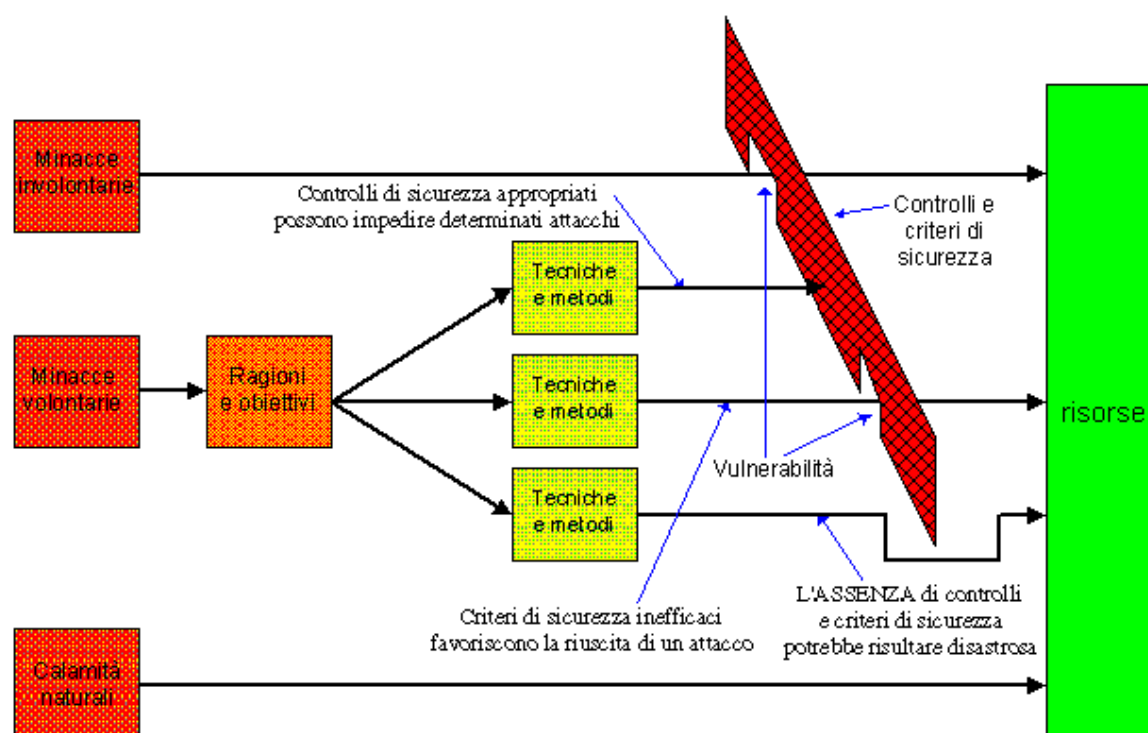 Minacce
involontarie
Controlli di sicurezza appropriati
possono impedire determinati attacchi
Controlli e
criteri di
sicurezza
Tecniche
e metodi
Minacce
volontarie
Ragioni
e obiettivi
Tecniche
e metodi
risorse
Vulnerabilità
Tecniche
e metodi
Criteri di sicurezza inefficaci
favoriscono la riuscita di un attacco
L'ASSENZA di controlli
e criteri di sicurezza
potrebbe risultare disastrosa
Calamità
naturali